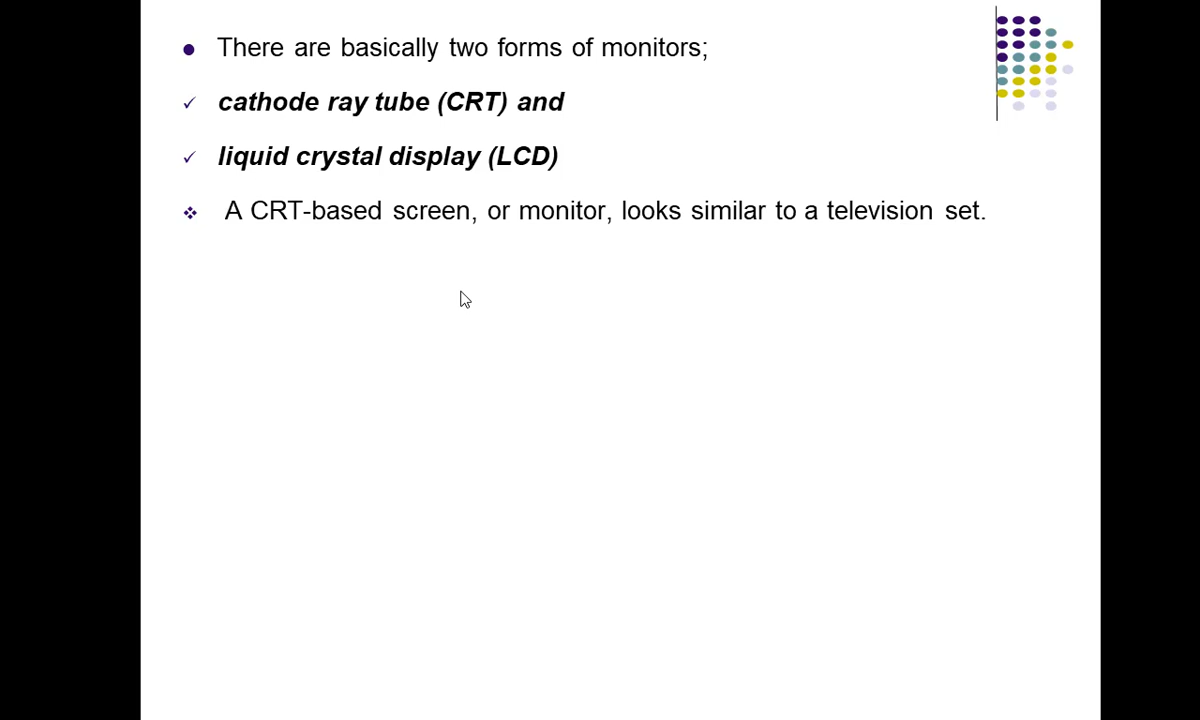 There are basically two forms of monitors;
cathode ray tube (CRT) and
liquid crystal display (LCD)
A CRT-based screen, or monitor, looks similar to a television set.